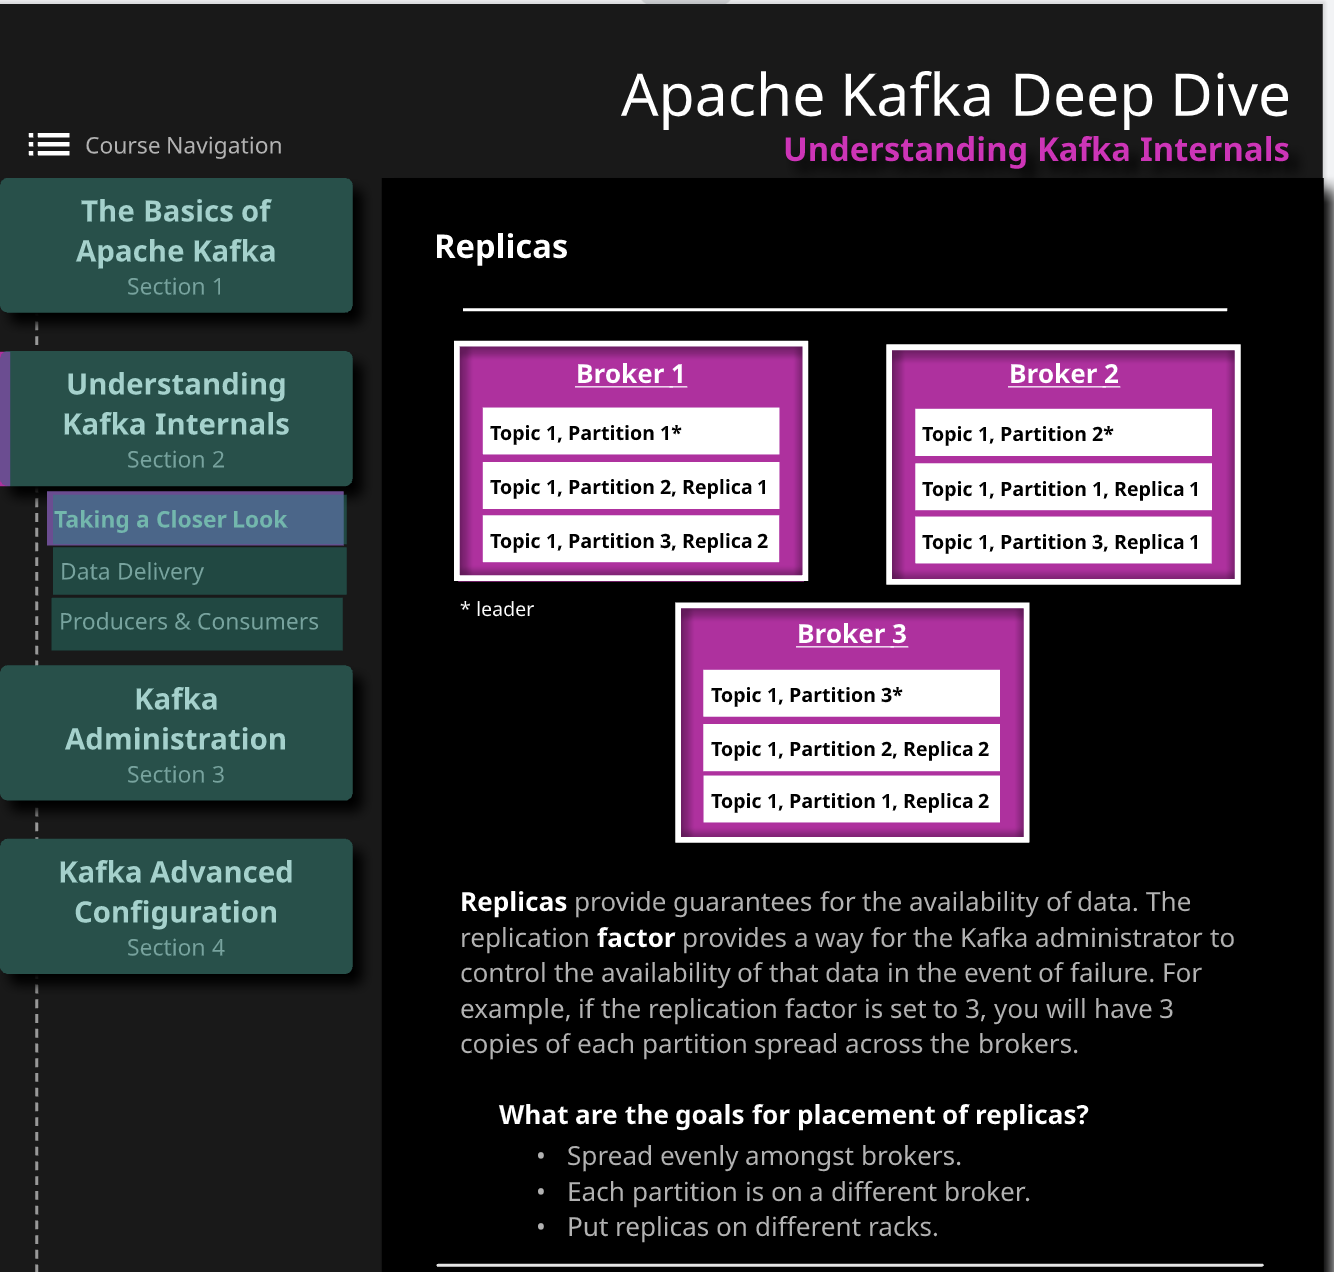 Apache Kafka Deep Dive
Understanding Kafka Internals
Course Navigation
The Basics of
Apache Kafka
Section 1
Understanding
Kafka Internals
Section 2
Taking a Closer Look
Data Delivery
Producers & Consumers
Kafka
Administration
Section 3
Kafka Advanced
Configuration
Section 4
Replicas
Broker 1
Topic 1, Partition 1*
Topic 1, Partition 2, Replica 1
Topic 1, Partition 3, Replica 2
Broker 2
Topic 1, Partition 2*
Topic 1, Partition 1, Replica 1
Topic 1, Partition 3, Replica 1
* leader
Broker 3
Topic 1, Partition 3*
Topic 1, Partition 2, Replica 2
Topic 1, Partition 1, Replica 2
Replicas provide guarantees for the availability of data. The
replication factor provides a way for the Kafka administrator to
control the availability of that data in the event of failure. For
example, if the replication factor is set to 3, you will have 3
copies of each partition spread across the brokers.
What are the goals for placement of replicas?
• Spread evenly amongst brokers.
• Each partition is on a different broker.
• Put replicas on different racks.